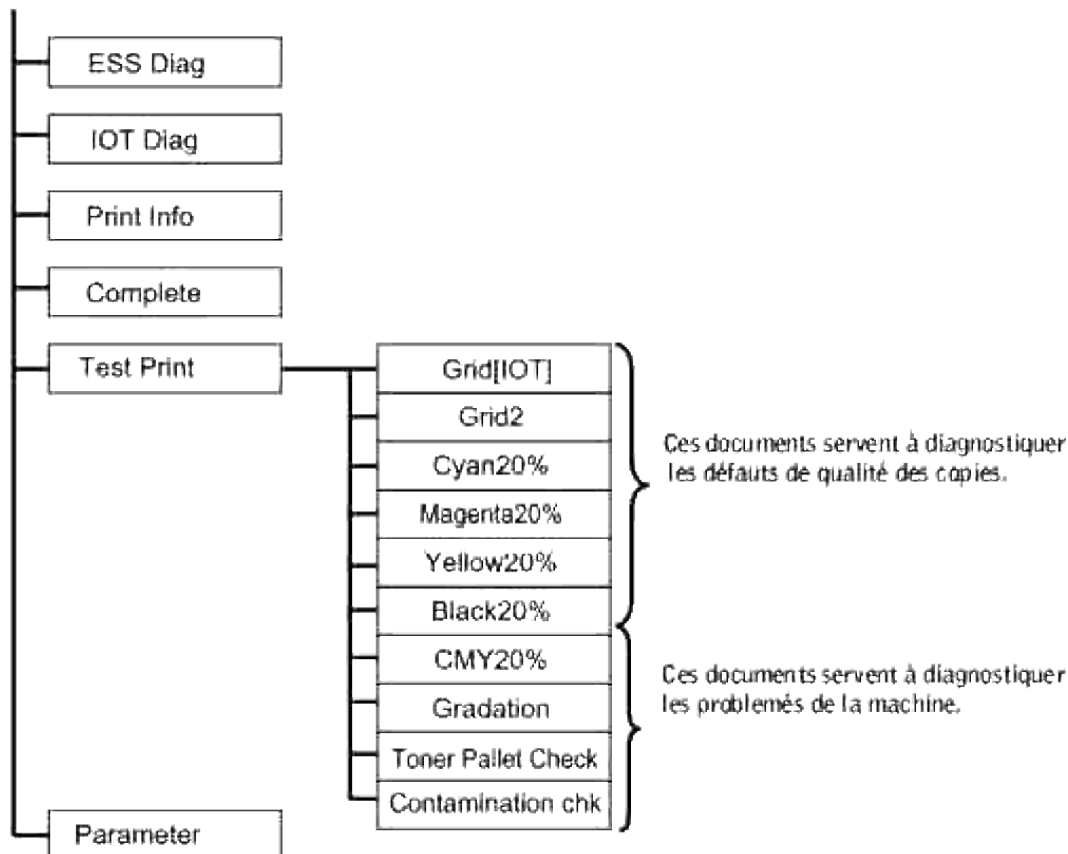 ESS Diag
IOT Diag
Print Info
Complete
Test Print
Grid[IOT]
Grid2
Cyan20%
Magenta20%
Yellow20%
Black20%
CMY20%
Gradation
Toner Pallet Check
Contamination chk
Ces documents servent à diagnostiquer
les défauts de qualité des copies.
Ces documents servent à diagnostiquer
les problemés de la machine.
Parameter